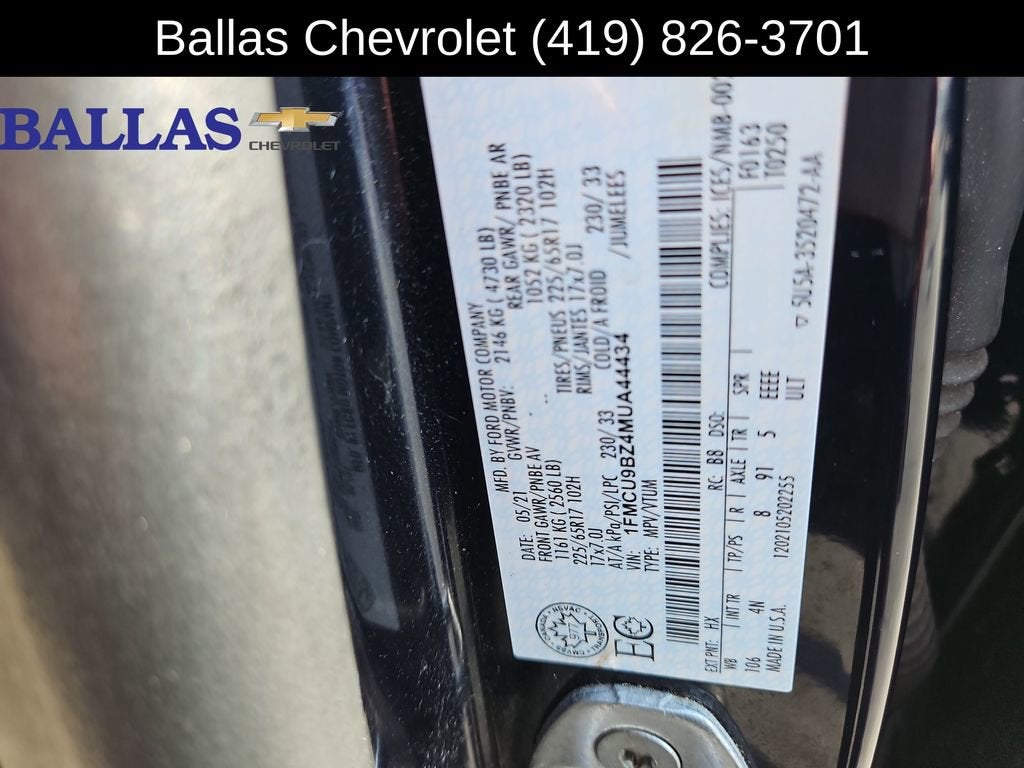 Ballas Chevrolet (419) 826-3701
BALLAS
CHEVROLET
MFD. BY FORD MOTOR COMPANY
DATE: 05/21 GVWR/PNBV: 2146 KG ( 4730 LB)
FRONT GAWR/PNBE AV REAR GAWR/ PNBE AR
1161 KG ( 2560 LB) 1052 KG ( 2320 LB)
225/65R17 102H TIRES/PNEUS 225/65R17 102H
17x7.0J RIMS/JANTES 17x7.0J
AT/A kPa/PSI/LPC 230/ 33 COLD/A FROID 230/ 33
VIN: 1FMCU9BZ4MUA44434 /JUMELEES
TYPE: MPV/VTUM
EC
EXT PNT: HX RC: B8 DSO: COMPLIES: ICES/NMB-00
WB INT TR TP/PS R AXLE TR SPR F0163
106 4N 8 91 5 EEEE T0250
MADE IN U.S.A. 120210520225​5 ULT
▽ 5U5A-3520472-AA